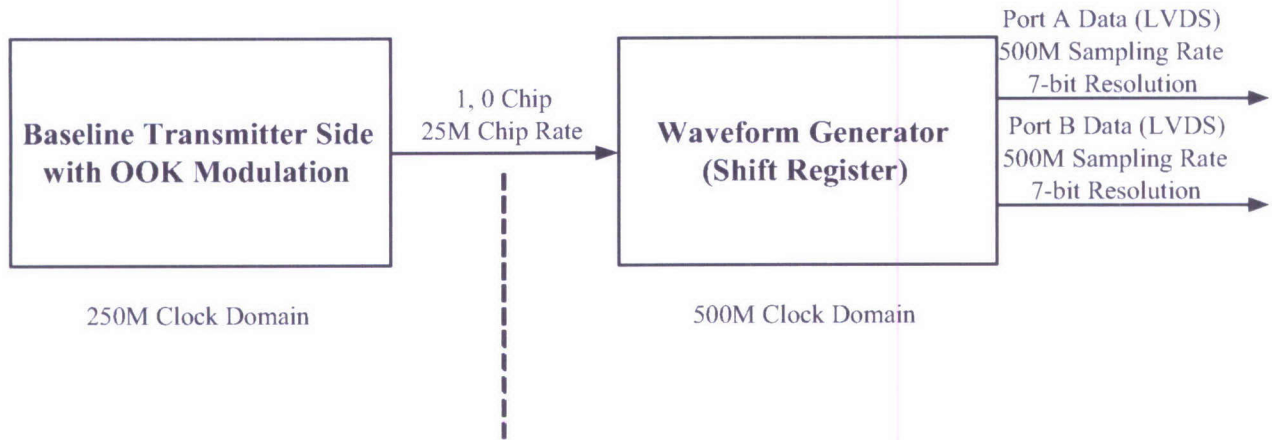 Baseline Transmitter Side
with OOK Modulation
250M Clock Domain
1, 0 Chip
25M Chip Rate
Waveform Generator
(Shift Register)
500M Clock Domain
Port A Data (LVDS)
500M Sampling Rate
7-bit Resolution
Port B Data (LVDS)
500M Sampling Rate
7-bit Resolution